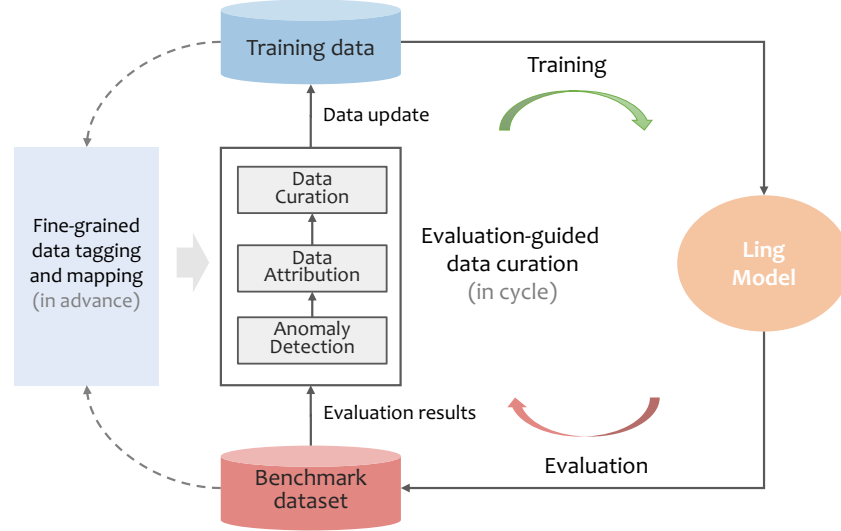 Training data
Training
Data update
Data
Curation
Data
Attribution
Anomaly
Detection
Fine-grained
data tagging
and mapping
(in advance)
Evaluation-guided
data curation
(in cycle)
Ling
Model
Evaluation results
Evaluation
Benchmark
dataset